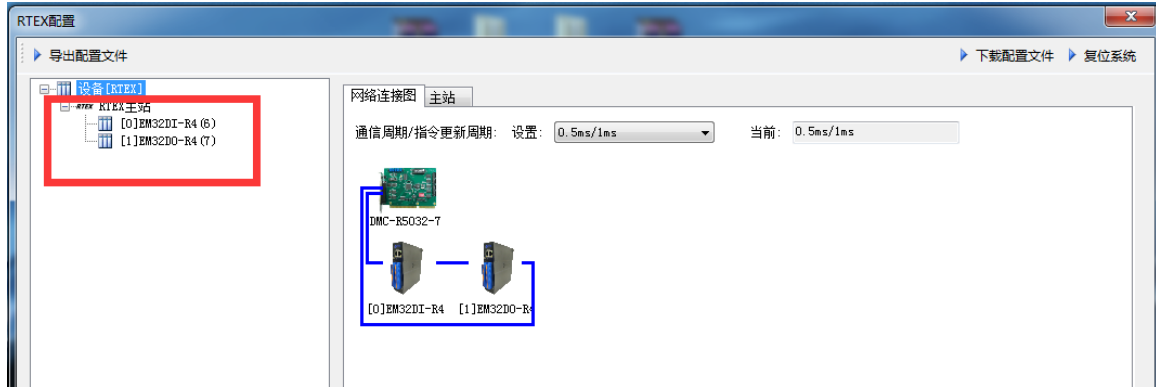 RTEX配置
导出配置文件
下载配置文件
复位系统
设备[RTEX]
RTEX RTEX主站
[0]EM32DI-R4(6)
[1]EM32DO-R4(7)
网络连接图
主站
通信周期/指令更新周期: 设置: 0.5ms/1ms 当前: 0.5ms/1ms
DMC-R5032-7
[0]EM32DI-R4 [1]EM32DO-R4